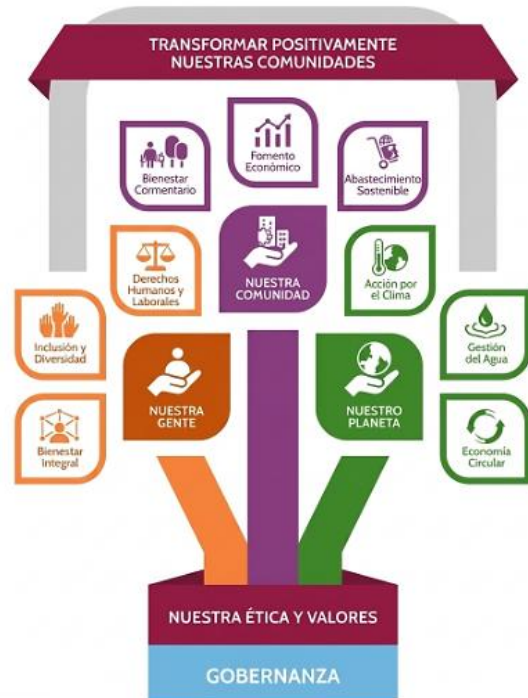 TRANSFORMAR POSITIVAMENTE
NUESTRAS COMUNIDADES
Bienestar
Comentario
Fomento
Económico
Abastecimiento
Sostenible
Derechos
Humanos y
Laborales
NUESTRA
COMUNIDAD
Acción por
el Clima
Inclusión y
Diversidad
NUESTRA
GENTE
NUESTRO
PLANETA
Gestión
del Agua
Bienestar
Integral
Economía
Circular
NUESTRA ÉTICA Y VALORES
GOBERNANZA